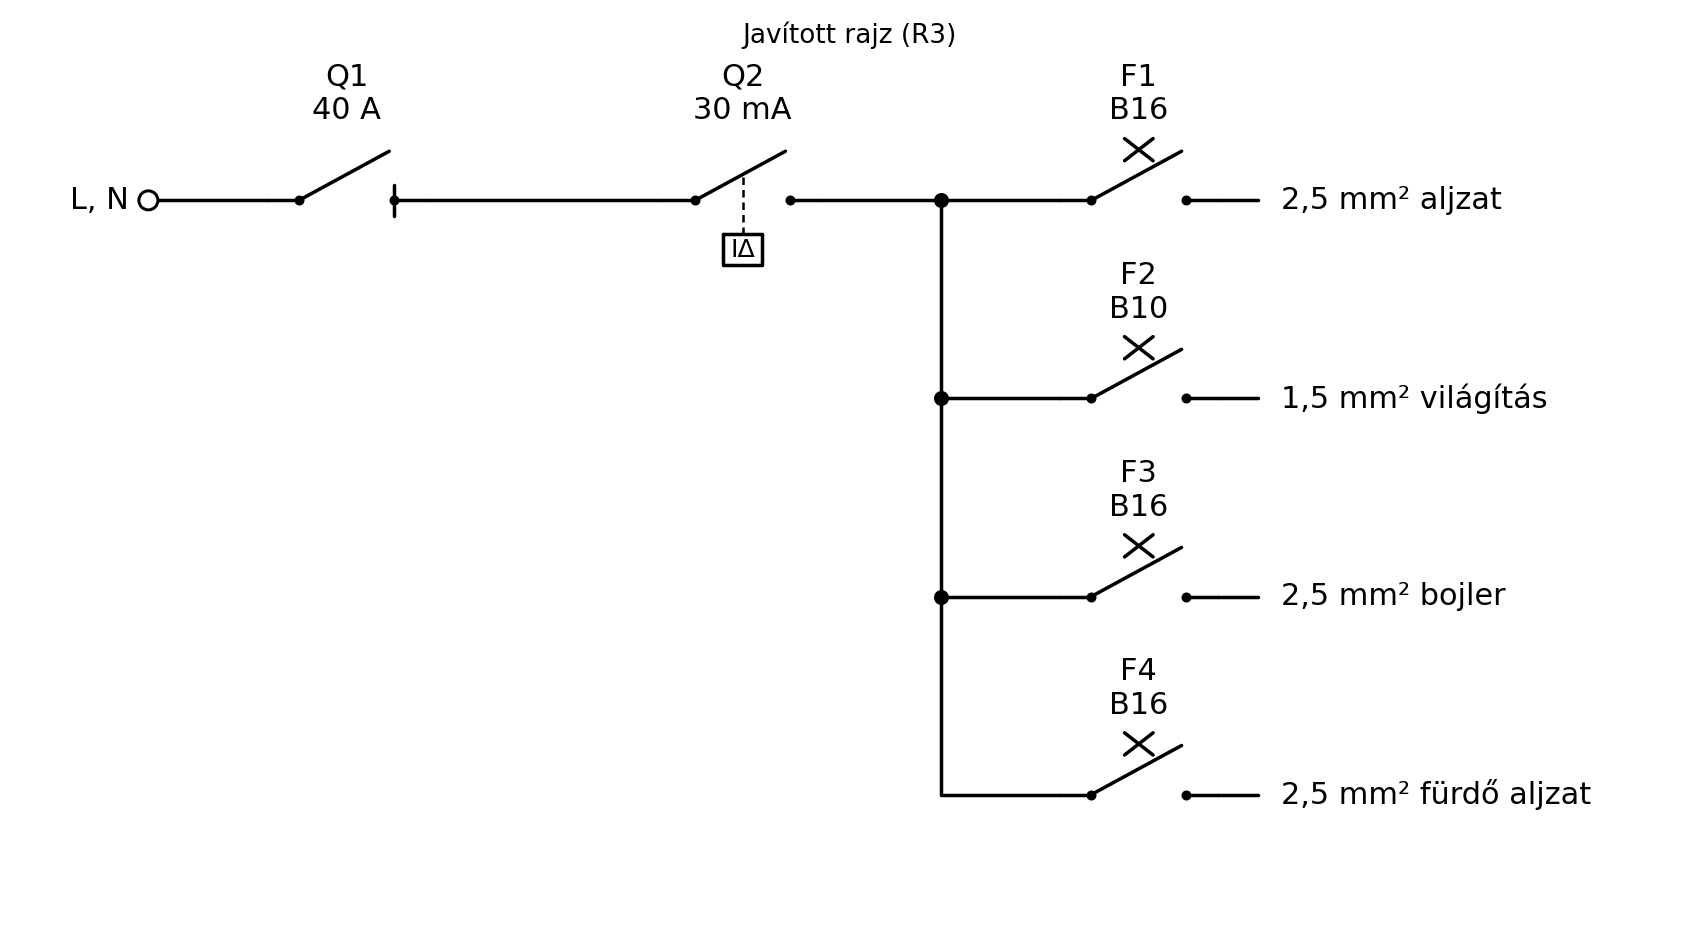 Javított rajz (R3)
Q1
40 A
Q2
30 mA
F1
B16
L, N
IΔ
2,5 mm² aljzat
F2
B10
1,5 mm² világítás
F3
B16
2,5 mm² bojler
F4
B16
2,5 mm² fürdő aljzat